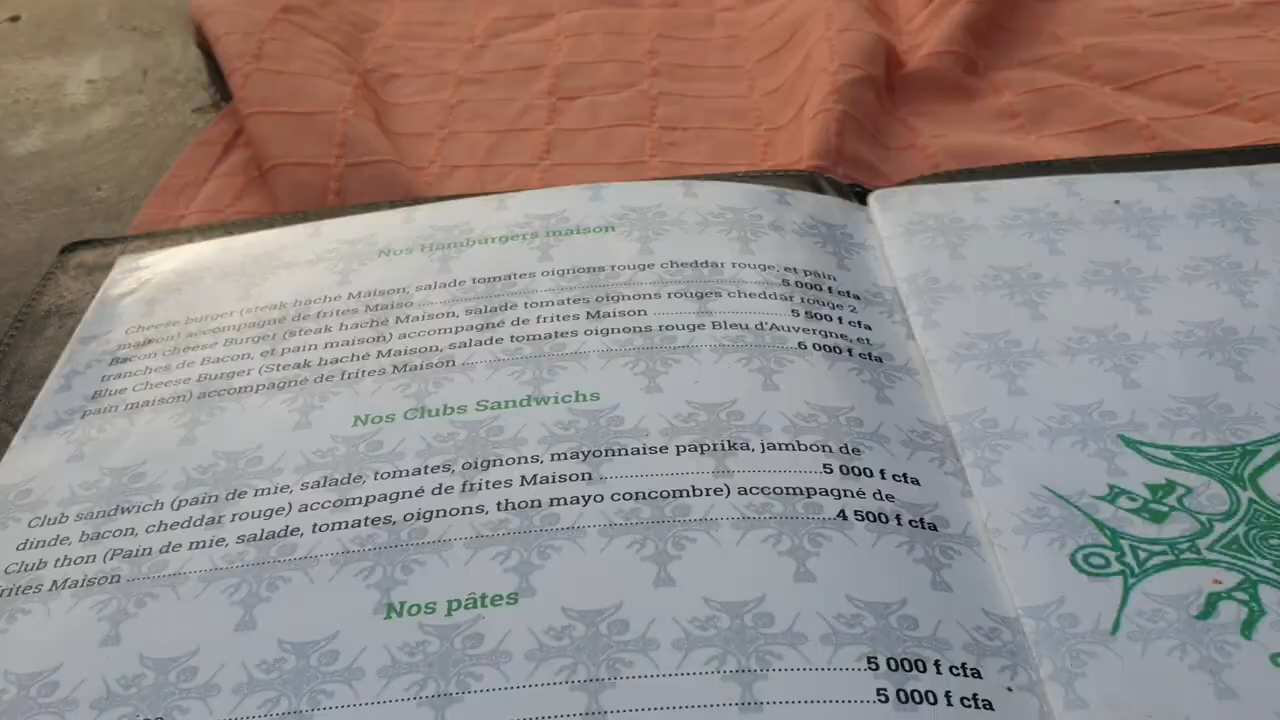 Nos Hamburgers maison
Cheese burger (steak haché Maison, salade tomates oignons rouge cheddar rouge, et pain
maison) accompagné de frites Maiso ........ 5 000 f cfa
Bacon cheese Burger (steak haché Maison, salade tomates oignons rouges cheddar rouge 2
tranches de Bacon, et pain maison) accompagné de frites Maison ........ 5 500 f cfa
Blue Cheese Burger (Steak haché Maison, salade tomates oignons rouge Bleu d'Auvergne, et
pain maison) accompagné de frites Maison ........ 6 000 f cfa
Nos Clubs Sandwichs
Club sandwich (pain de mie, salade, tomates, oignons, mayonnaise paprika, jambon de
dinde, bacon, cheddar rouge) accompagné de frites Maison ........ 5 000 f cfa
Club thon (Pain de mie, salade, tomates, oignons, thon mayo concombre) accompagné de
frites Maison ........ 4 500 f cfa
Nos pâtes
........ 5 000 f cfa
........ 5 000 f cfa